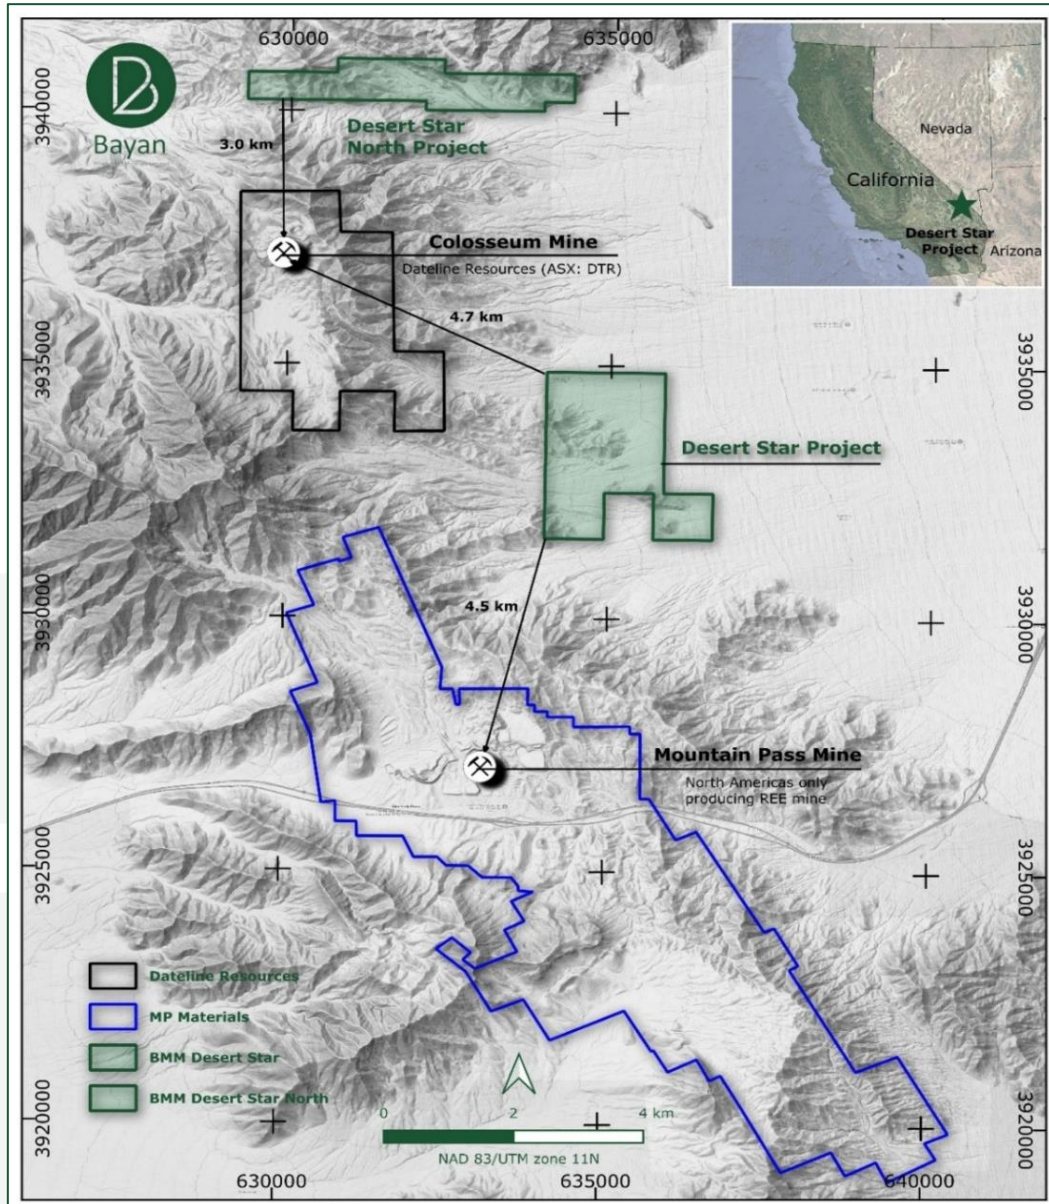 630000
635000
Bayan
3940000
Desert Star
North Project
3.0 km
Nevada
California
Desert Star
Project
Arizona
Colosseum Mine
Dateline Resources (ASX: DTR)
4.7 km
3935000
3935000
Desert Star Project
4.5 km
3930000
3930000
Mountain Pass Mine
North Americas only
producing REE mine
3925000
3925000
Dateline Resources
MP Materials
BMM Desert Star
BMM Desert Star North
0 2 4 km
NAD 83/UTM zone 11N
3920000
3920000
630000
635000
640000